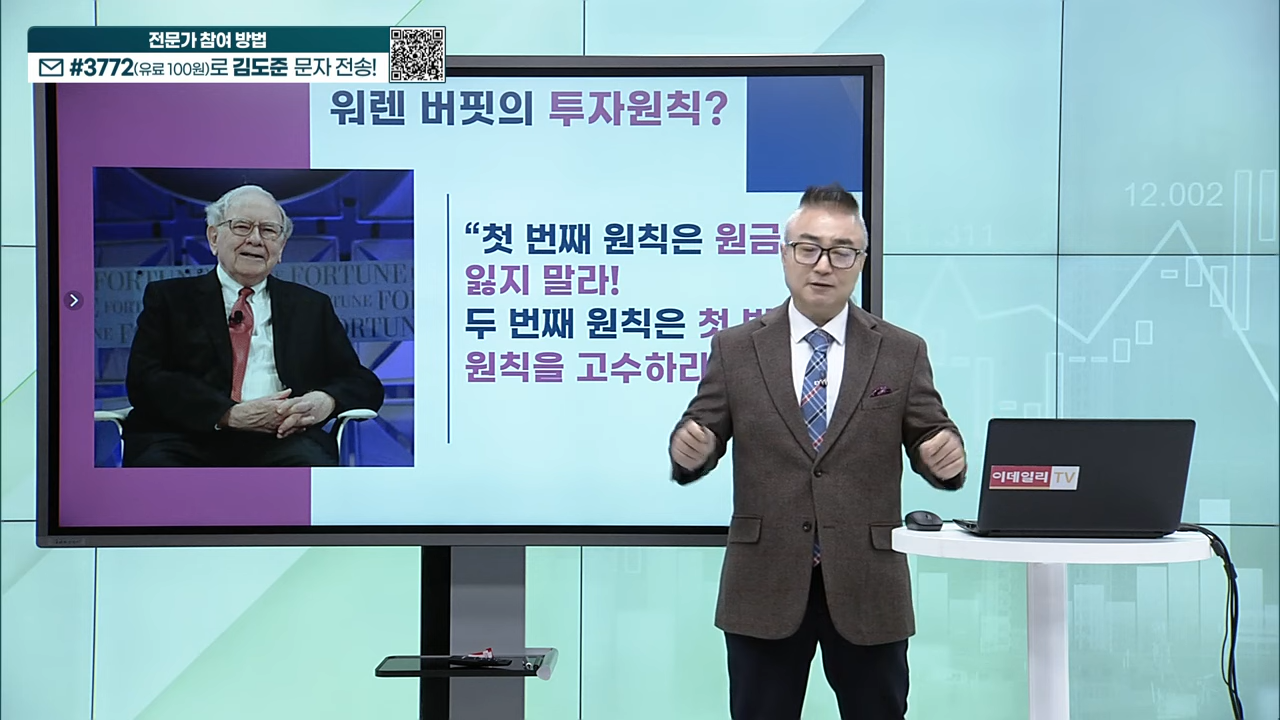 전문가 참여 방법
#3772(유료 100원)로 김도준 문자 전송!
워렌 버핏의 투자원칙?
“첫 번째 원칙은 원금
잃지 말라!
두 번째 원칙은 첫
원칙을 고수하라
FORTUNE FORTUNE
FORTUNE
12.002
이데일리TV